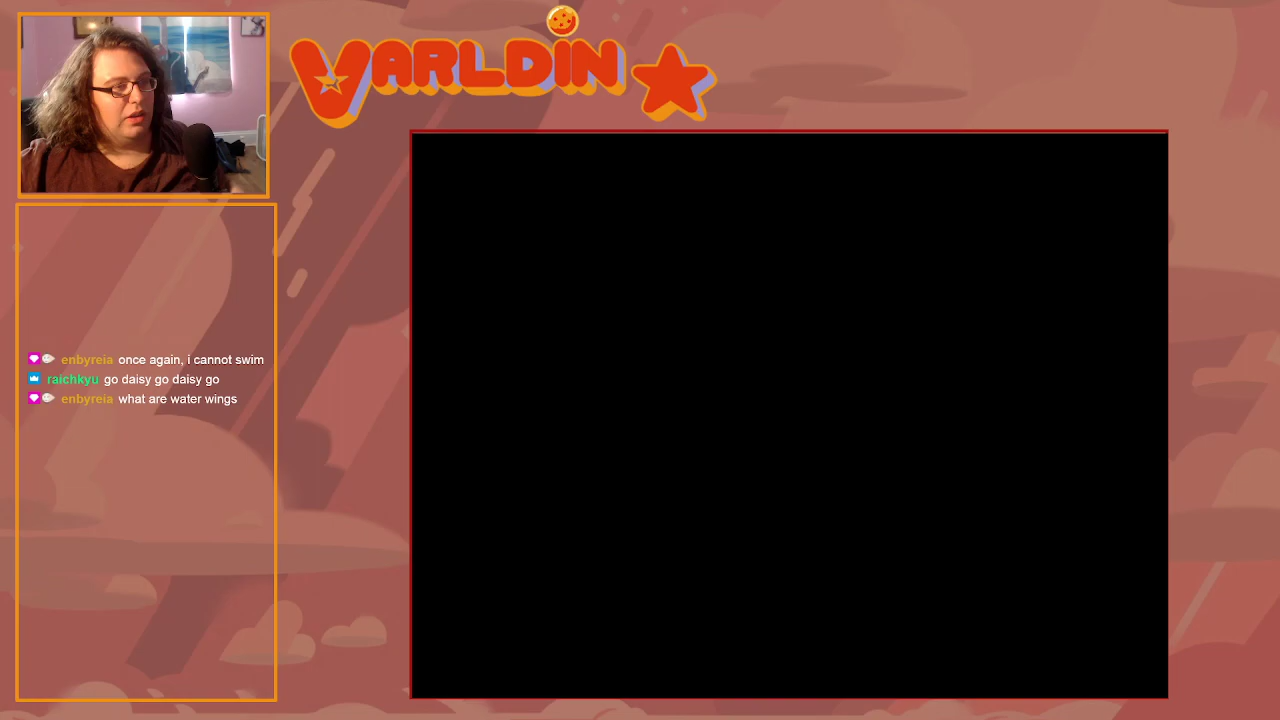 VARLDIN
enbyreia once again, i cannot swim
raichkyu go daisy go daisy go
enbyreia what are water wings